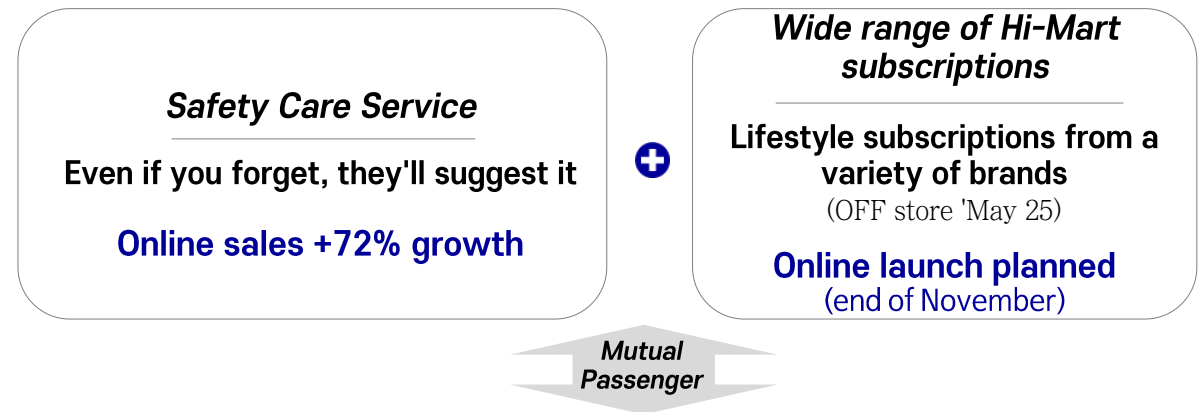 Safety Care Service
Even if you forget, they'll suggest it
Online sales +72% growth
Wide range of Hi-Mart
subscriptions
Lifestyle subscriptions from a
variety of brands
(OFF store 'May 25)
Online launch planned
(end of November)
Mutual
Passenger